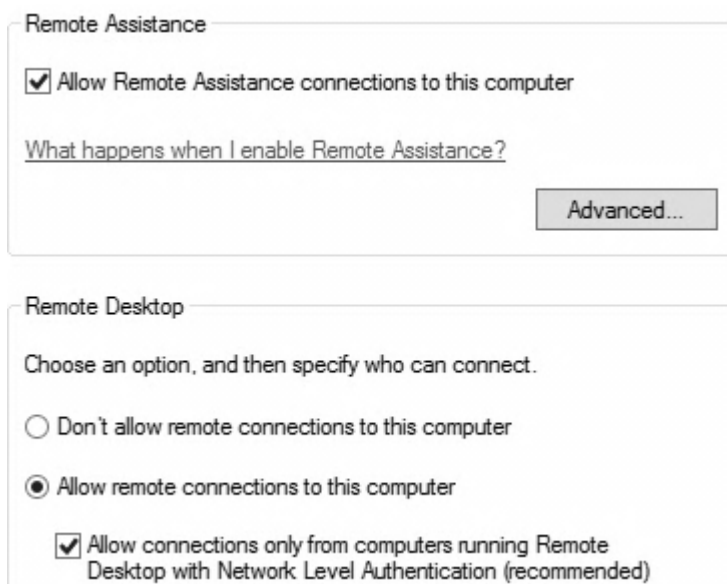 Remote Assistance
Allow Remote Assistance connections to this computer
What happens when I enable Remote Assistance?
Advanced...
Remote Desktop
Choose an option, and then specify who can connect.
Don't allow remote connections to this computer
Allow remote connections to this computer
Allow connections only from computers running Remote
Desktop with Network Level Authentication (recommended)